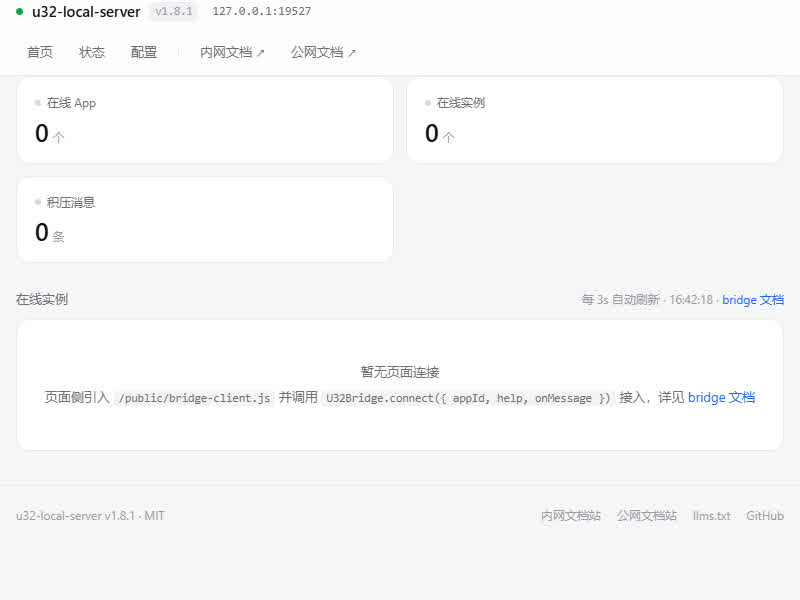 u32-local-server v1.8.1 127.0.0.1:19527
首页 状态 配置 内网文档 ↗ 公网文档 ↗
在线 App 在线实例
0 个 0 个
积压消息
0 条
在线实例 每 3s 自动刷新 · 16:42:18 · bridge 文档
暂无页面连接
页面侧引入 /public/bridge-client.js 并调用 U32Bridge.connect({ appId, help, onMessage }) 接入，详见 bridge 文档
u32-local-server v1.8.1 · MIT 内网文档站 公网文档站 llms.txt GitHub